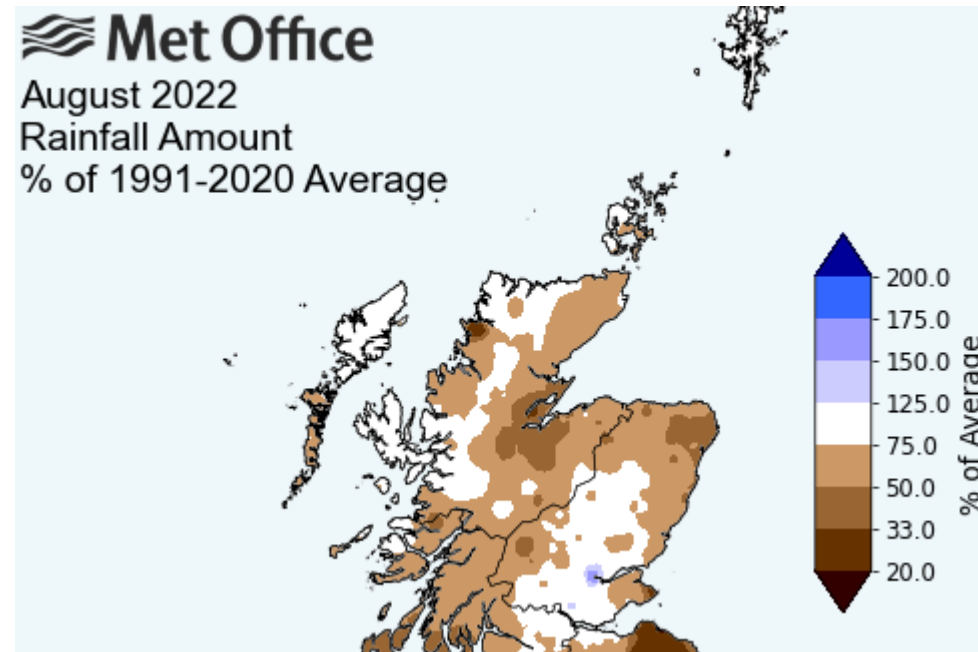 Met Office
August 2022
Rainfall Amount
% of 1991-2020 Average
200.0
175.0
150.0
125.0
75.0
50.0
33.0
20.0
% of Average